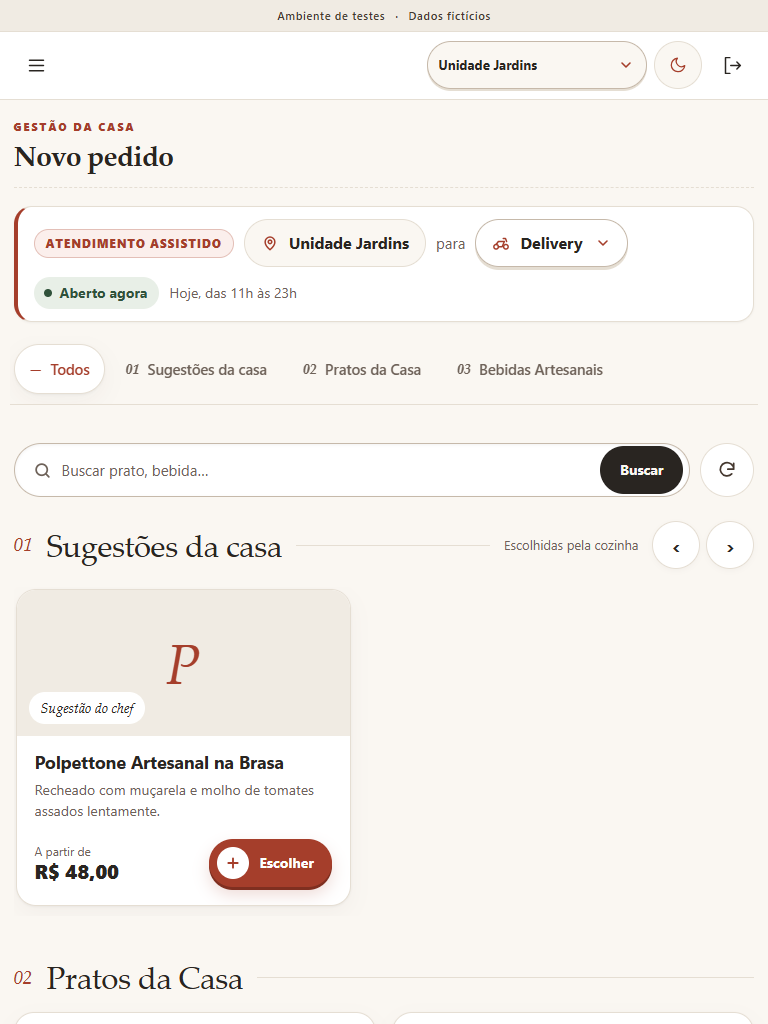 Ambiente de testes · Dados fictícios
Unidade Jardins
GESTÃO DA CASA
Novo pedido
ATENDIMENTO ASSISTIDO Unidade Jardins para Delivery
Aberto agora Hoje, das 11h às 23h
— Todos 01 Sugestões da casa 02 Pratos da Casa 03 Bebidas Artesanais
Buscar prato, bebida... Buscar
01 Sugestões da casa Escolhidas pela cozinha ‹ ›
P
Sugestão do chef
Polpettone Artesanal na Brasa
Recheado com muçarela e molho de tomates
assados lentamente.
A partir de
R$ 48,00
+ Escolher
02 Pratos da Casa